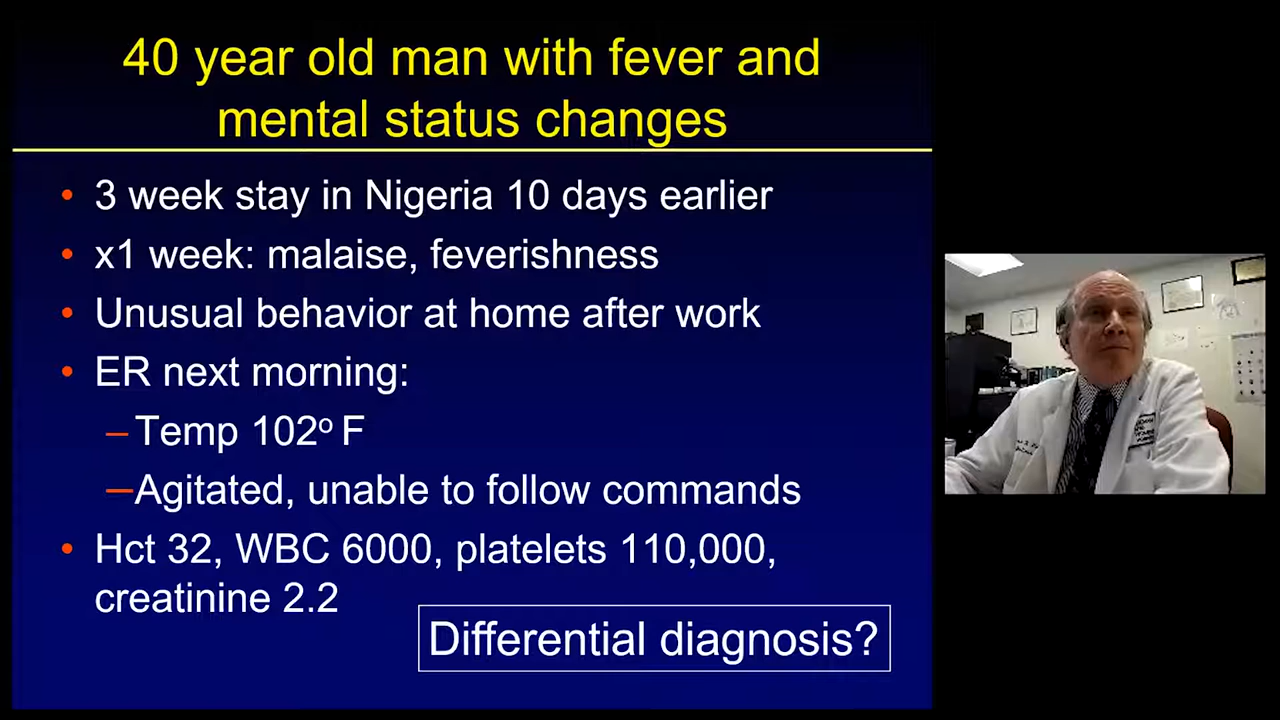 40 year old man with fever and
mental status changes
• 3 week stay in Nigeria 10 days earlier
• x1 week: malaise, feverishness
• Unusual behavior at home after work
• ER next morning:
–Temp 102º F
–Agitated, unable to follow commands
• Hct 32, WBC 6000, platelets 110,000,
creatinine 2.2
Differential diagnosis?